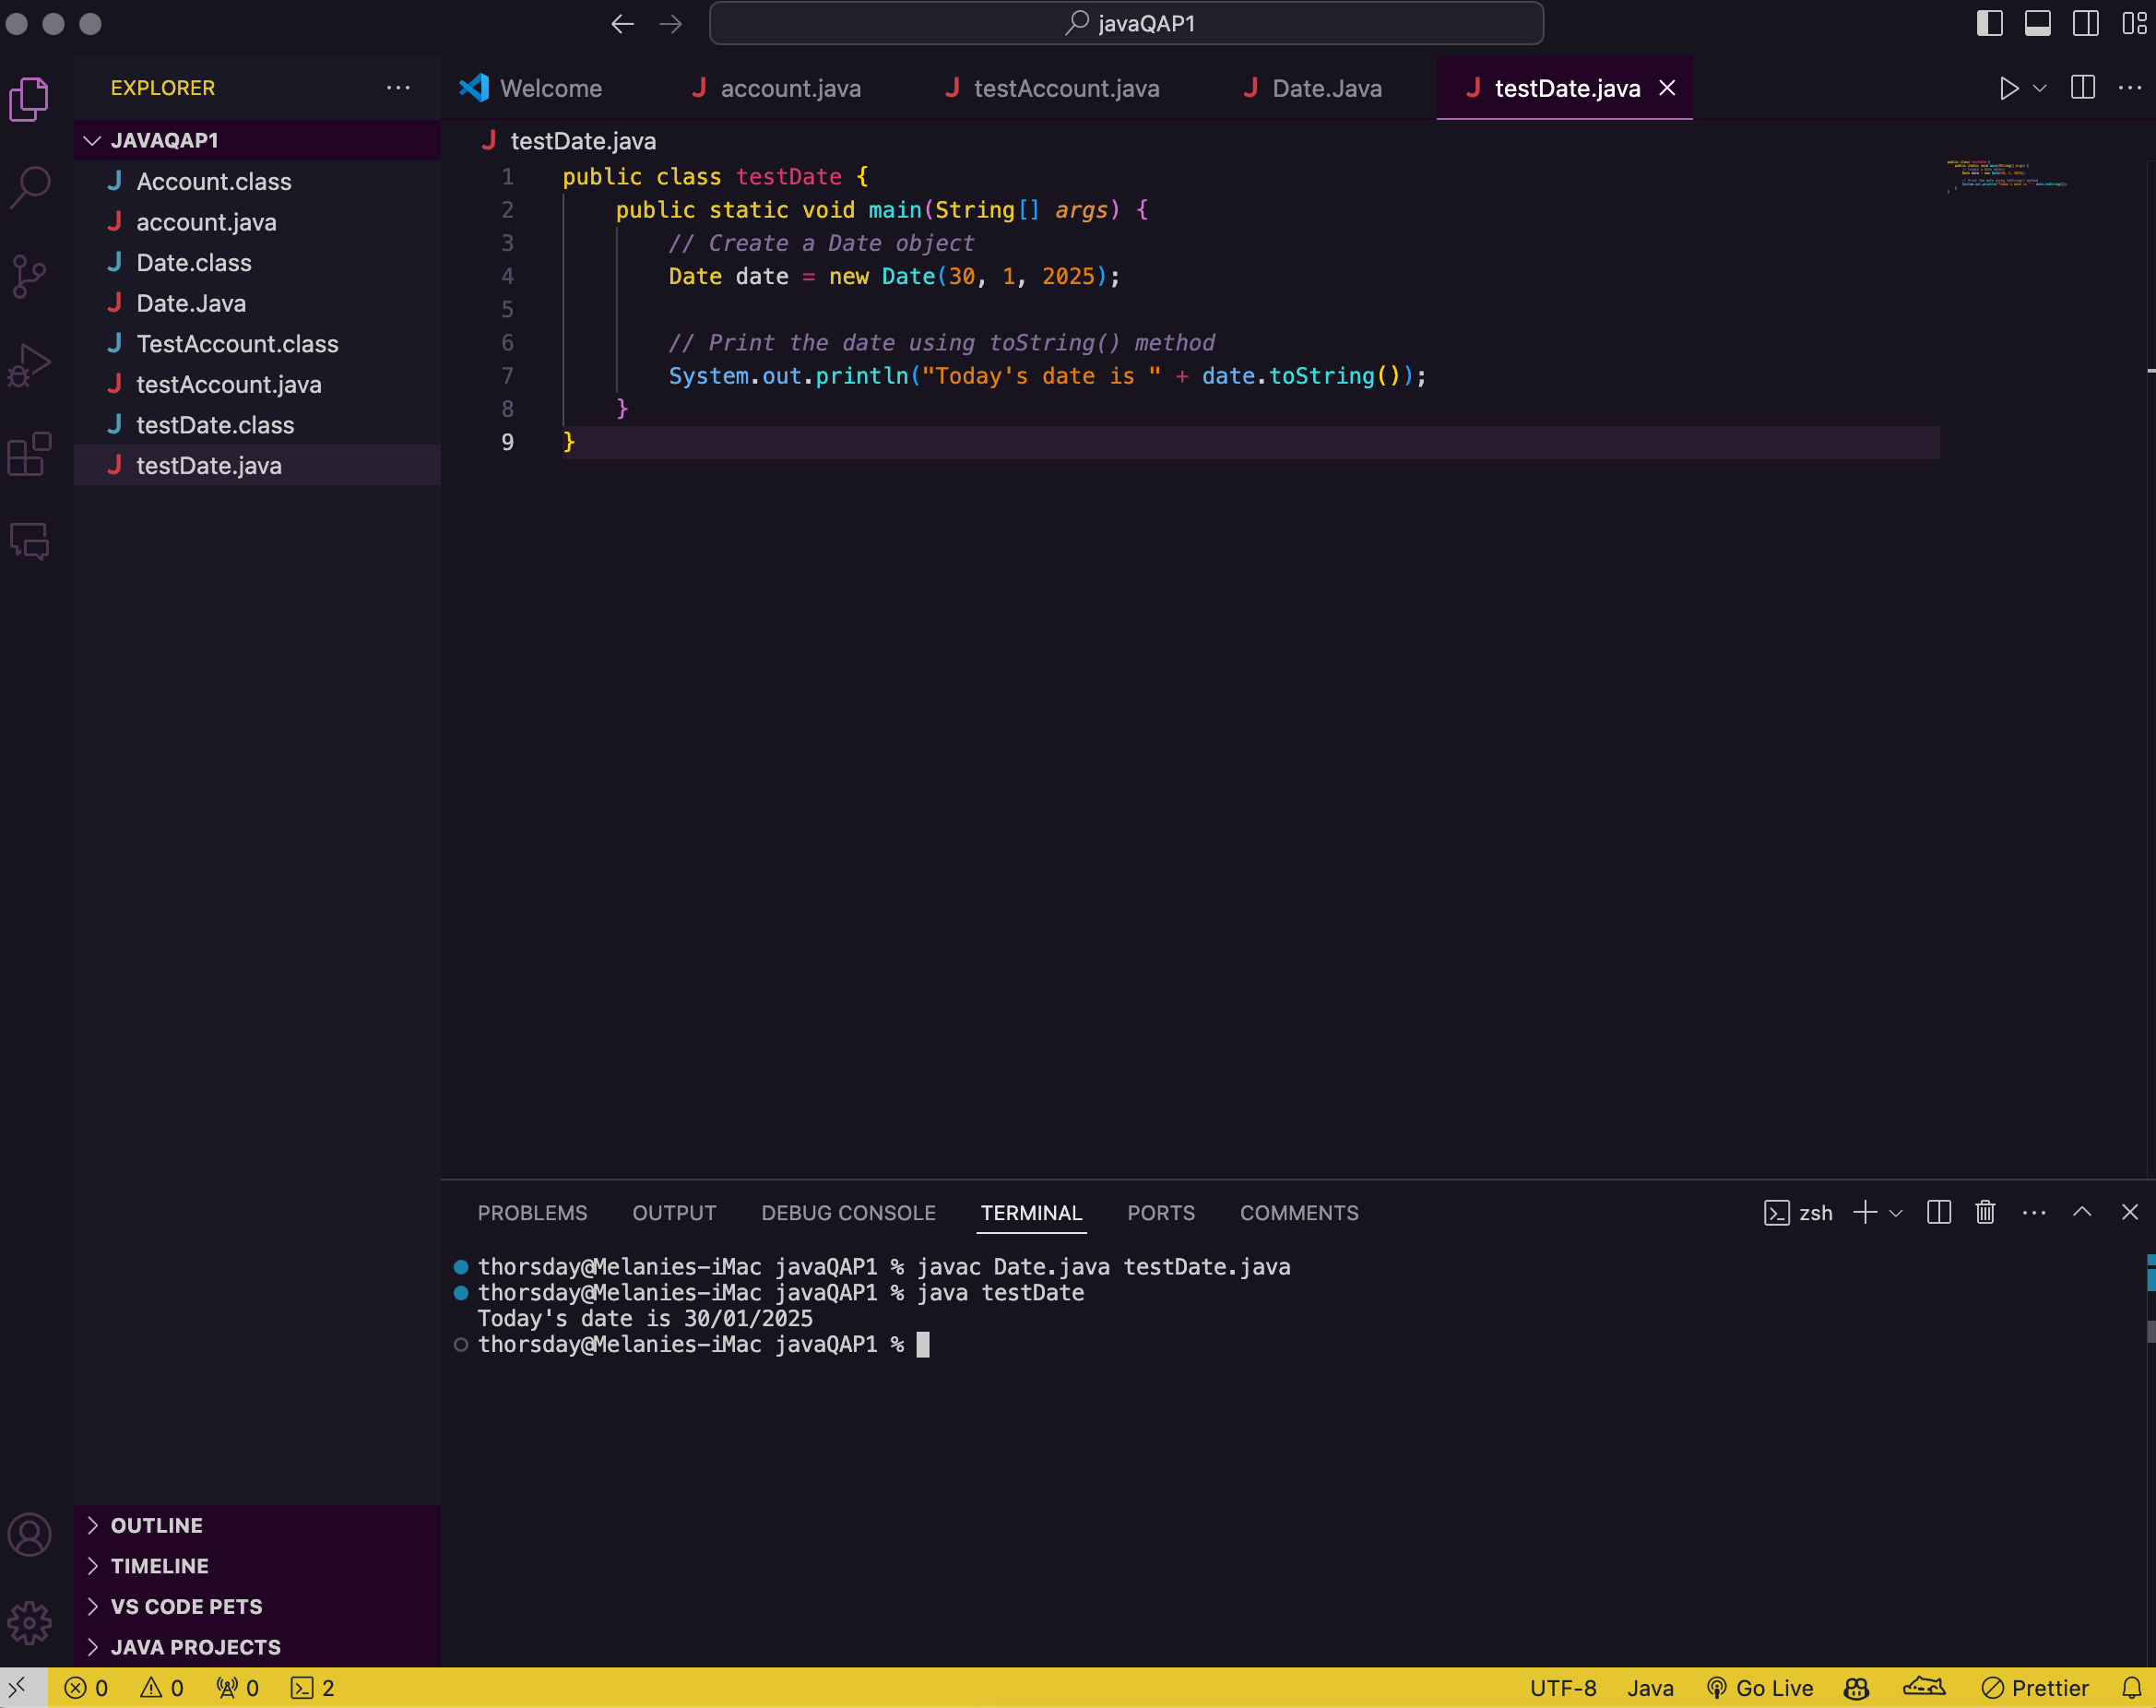 javaQAP1
EXPLORER
JAVAQAP1
Account.class
account.java
Date.class
Date.Java
TestAccount.class
testAccount.java
testDate.class
testDate.java
OUTLINE
TIMELINE
VS CODE PETS
JAVA PROJECTS
Welcome account.java testAccount.java Date.Java testDate.java
testDate.java
1 public class testDate {
2 public static void main(String[] args) {
3 // Create a Date object
4 Date date = new Date(30, 1, 2025);
5
6 // Print the date using toString() method
7 System.out.println("Today's date is " + date.toString());
8 }
9 }
PROBLEMS OUTPUT DEBUG CONSOLE TERMINAL PORTS COMMENTS zsh
thorsday@Melanies-iMac javaQAP1 % javac Date.java testDate.java
thorsday@Melanies-iMac javaQAP1 % java testDate
Today's date is 30/01/2025
thorsday@Melanies-iMac javaQAP1 %
0 0 0 2 UTF-8 Java Go Live Prettier